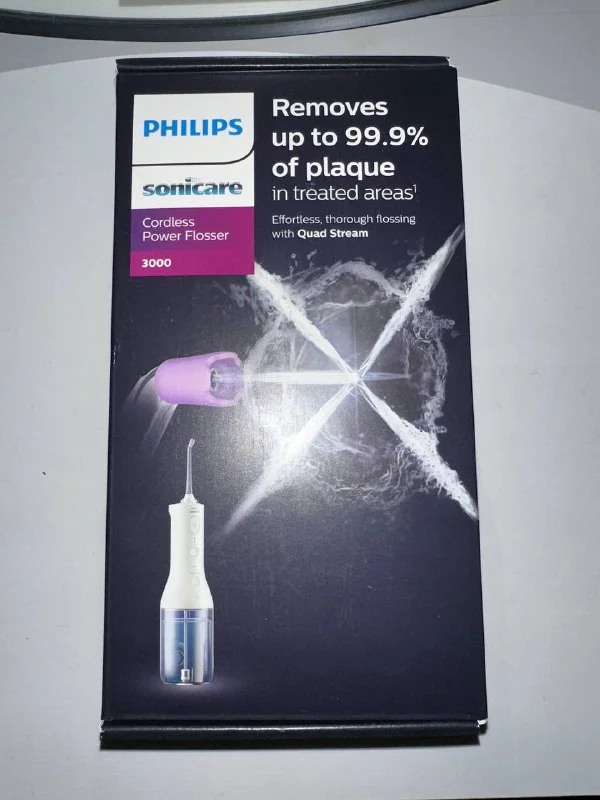 PHILIPS
sonicare
Cordless
Power Flosser
3000
Removes
up to 99.9%
of plaque
in treated areas¹
Effortless, thorough flossing
with Quad Stream